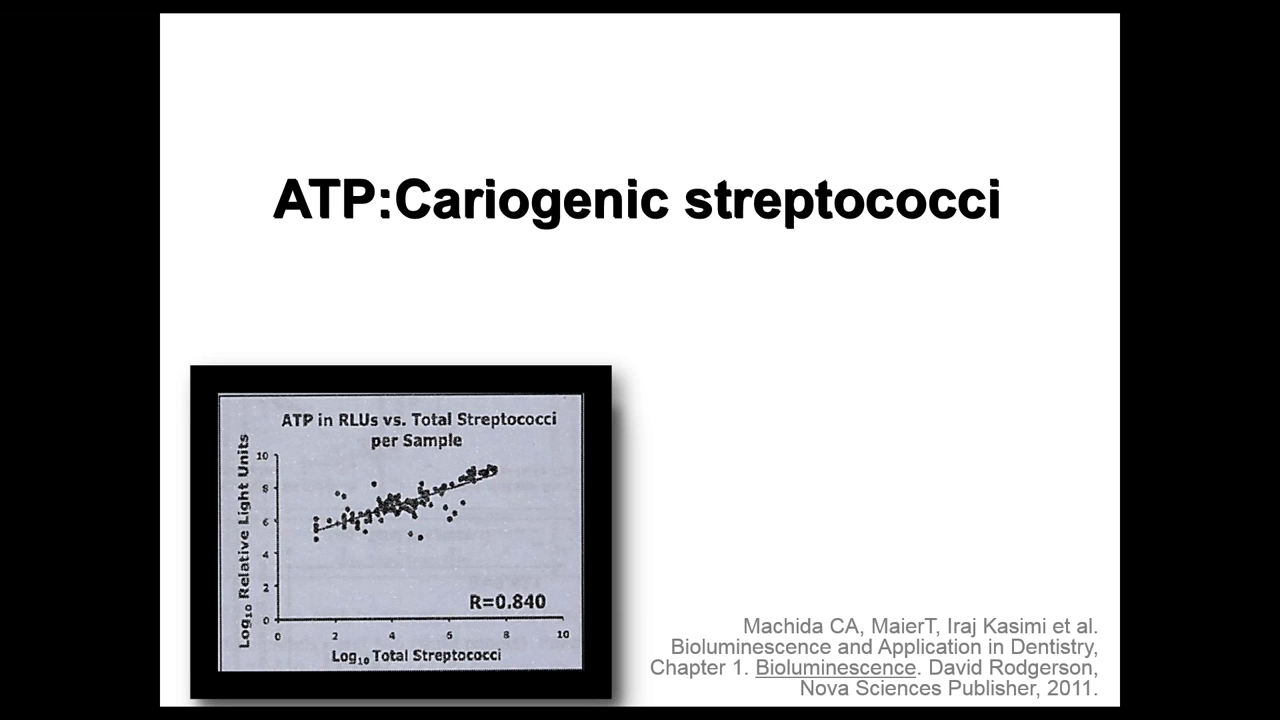 ATP:Cariogenic streptococci
ATP in RLUs vs. Total Streptococci
per Sample
Log₁₀ Relative Light Units
10
8
6
4
2
0
R=0.840
0 2 4 6 8 10
Log₁₀ Total Streptococci
Machida CA, MaierT, Iraj Kasimi et al.
Bioluminescence and Application in Dentistry,
Chapter 1. Bioluminescence. David Rodgerson,
Nova Sciences Publisher, 2011.